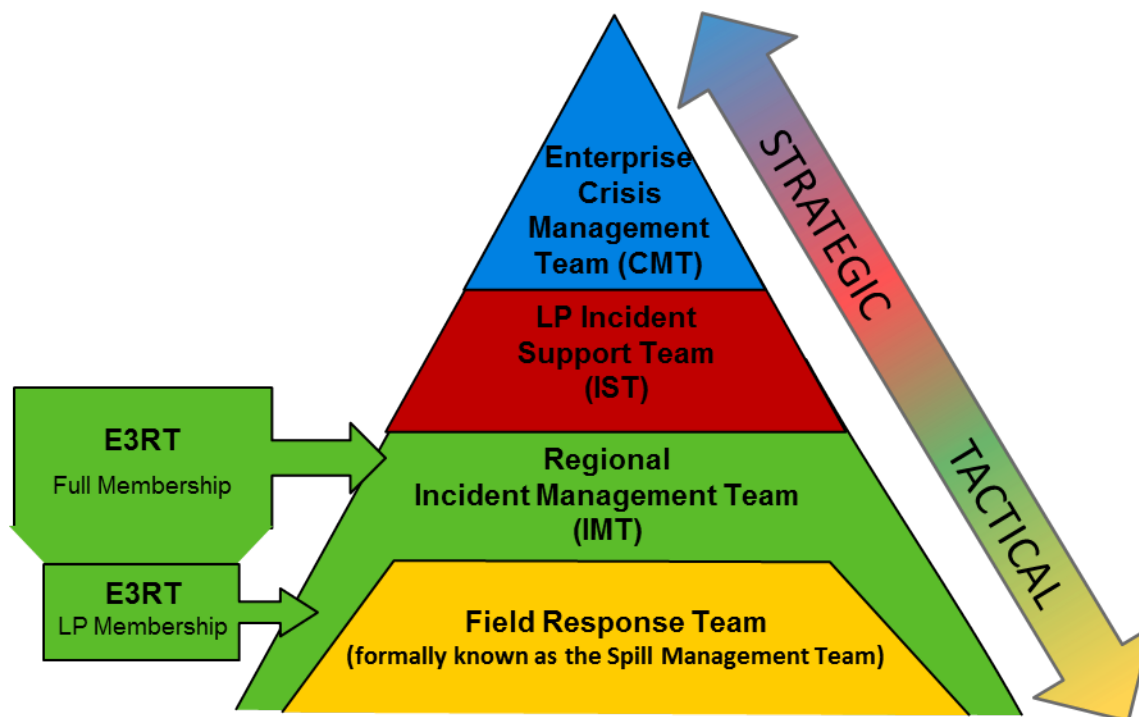 Enterprise
Crisis
Management
Team (CMT)
LP Incident
Support Team
(IST)
Regional
Incident Management Team
(IMT)
Field Response Team
(formally known as the Spill Management Team)
E3RT
Full Membership
E3RT
LP Membership
STRATEGIC
TACTICAL